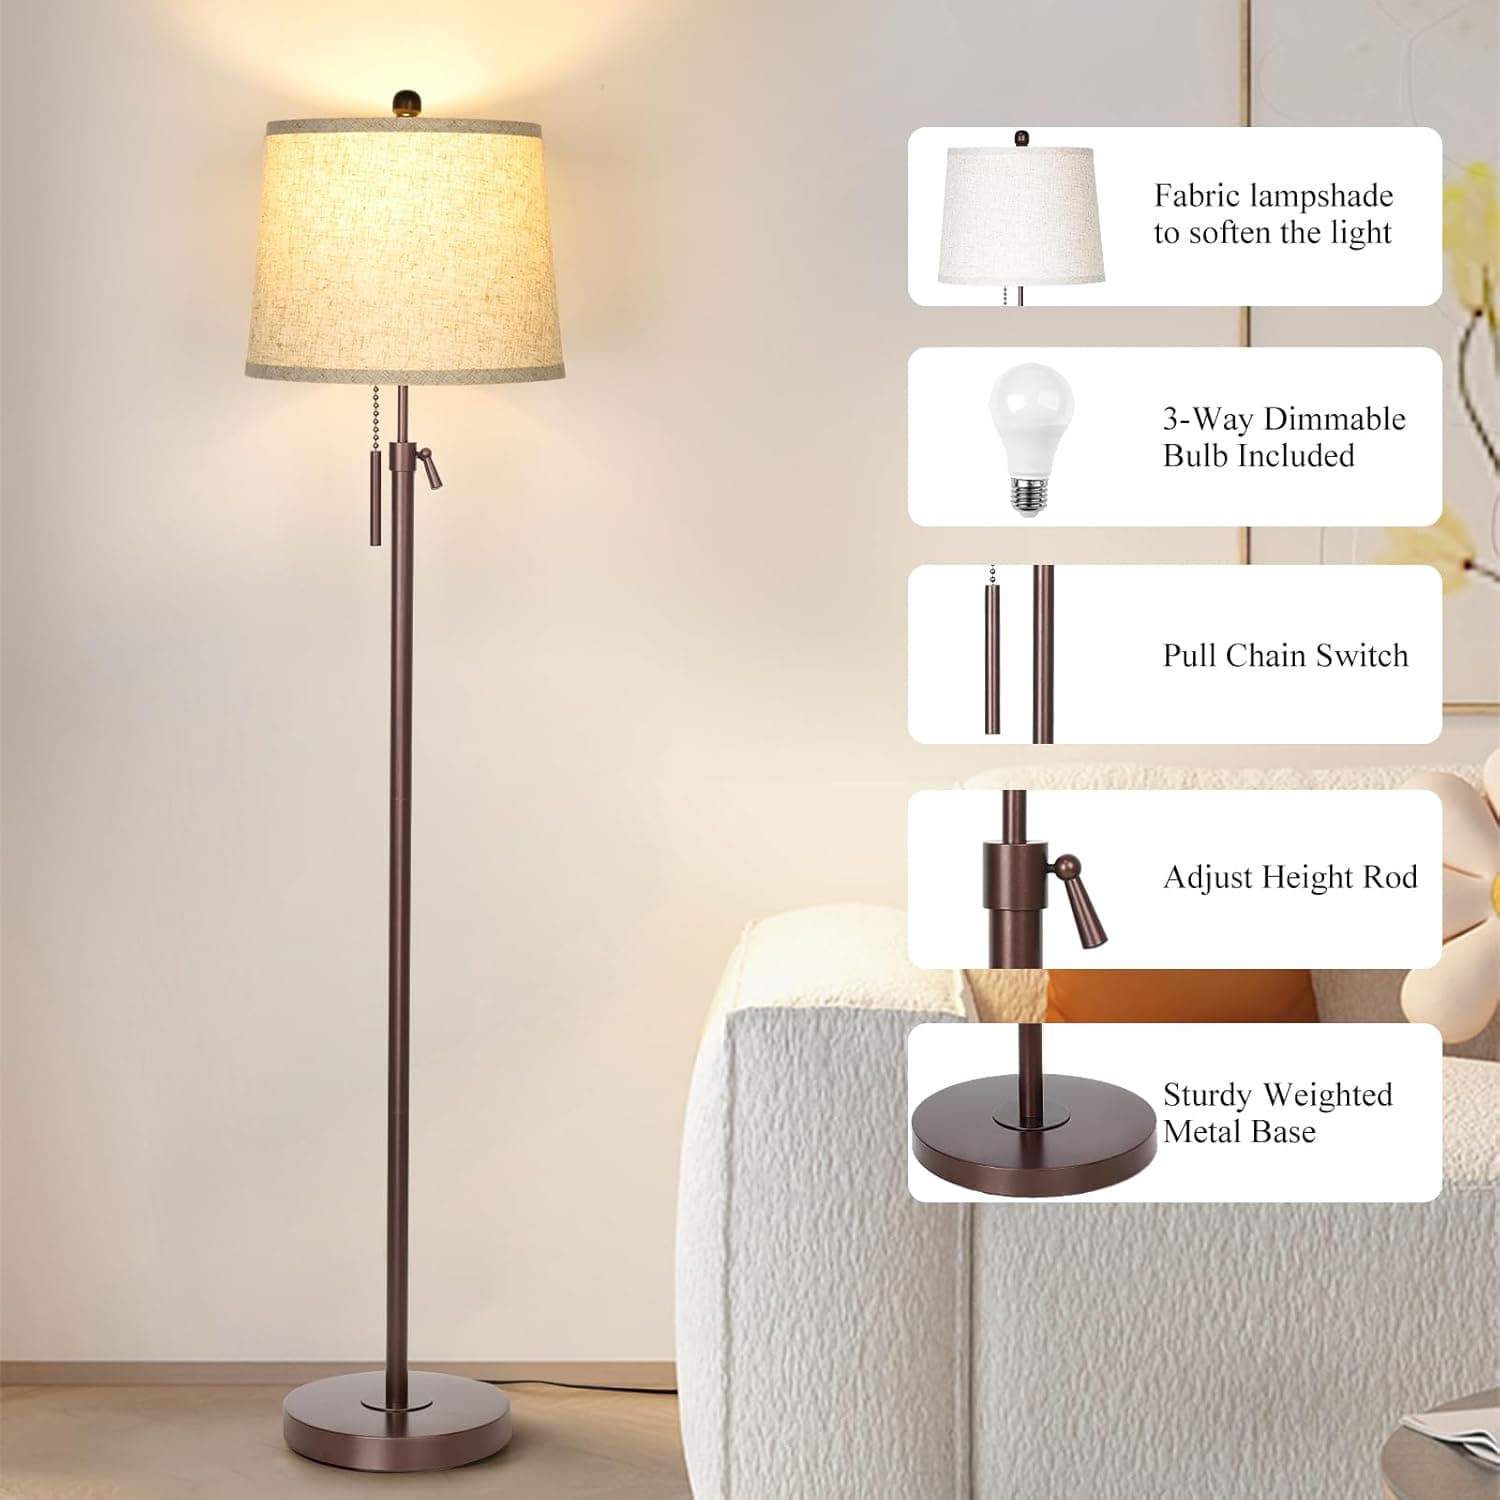 Fabric lampshade
to soften the light
3-Way Dimmable
Bulb Included
Pull Chain Switch
Adjust Height Rod
Sturdy Weighted
Metal Base